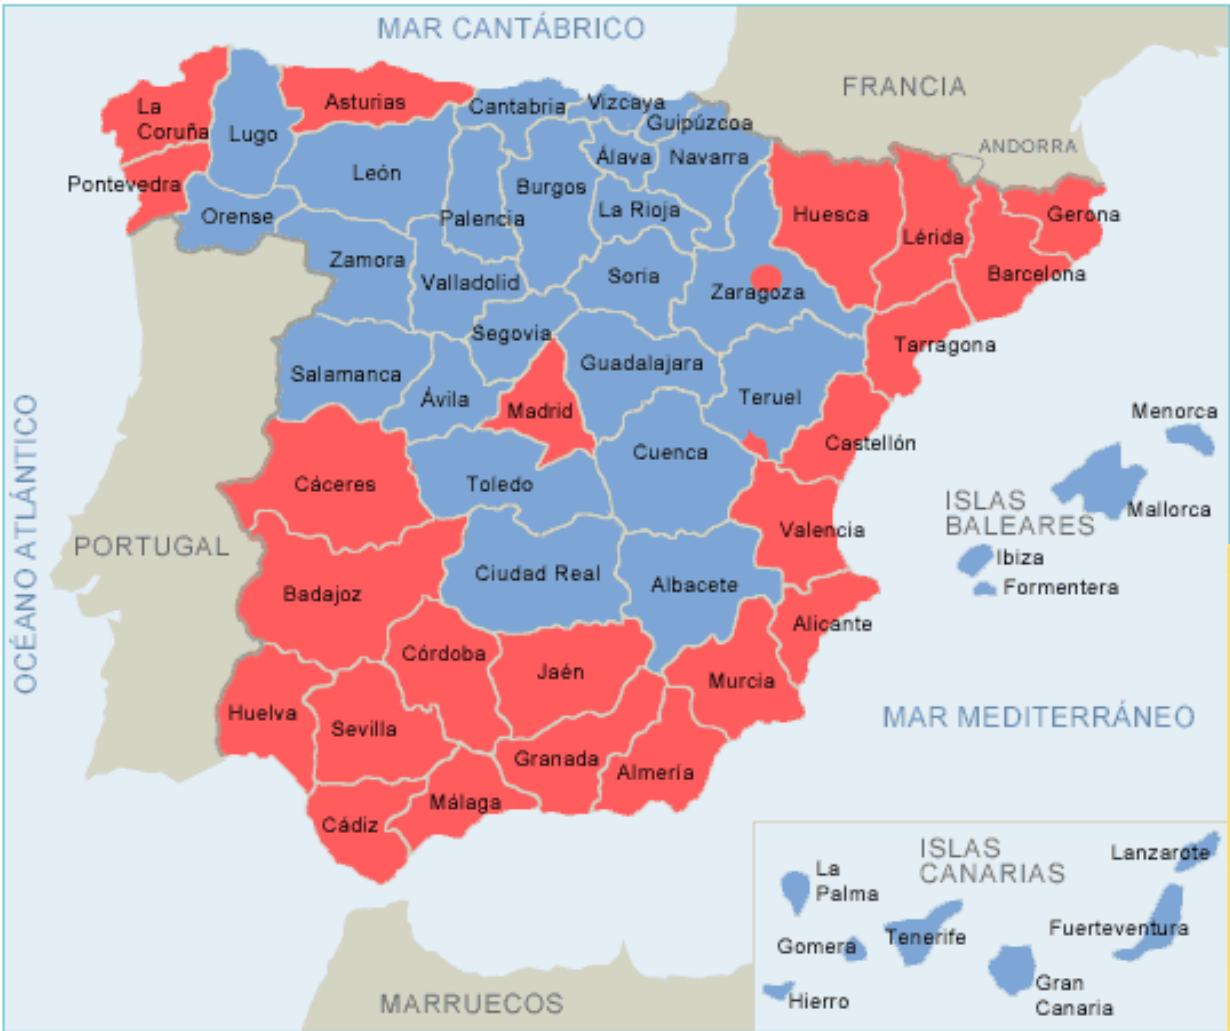 MAR CANTÁBRICO
FRANCIA
ANDORRA
La
Coruña
Lugo
Asturias
Cantabria
Vizcaya
Guipúzcoa
Pontevedra
Orense
León
Palencia
Burgos
Álava
Navarra
La Rioja
Huesca
Lérida
Gerona
Barcelona
Zamora
Valladolid
Soria
Zaragoza
Segovia
Tarragona
Salamanca
Ávila
Madrid
Guadalajara
Teruel
Castellón
Menorca
Mallorca
ISLAS
BALEARES
Ibiza
Formentera
OCÉANO ATLÁNTICO
PORTUGAL
Cáceres
Toledo
Cuenca
Valencia
Badajoz
Ciudad Real
Albacete
Alicante
Córdoba
Jaén
Murcia
Huelva
Sevilla
Granada
Almería
MAR MEDITERRÁNEO
Cádiz
Málaga
MARRUECOS
ISLAS
CANARIAS
Lanzarote
La
Palma
Gomera
Tenerife
Fuerteventura
Hierro
Gran
Canaria